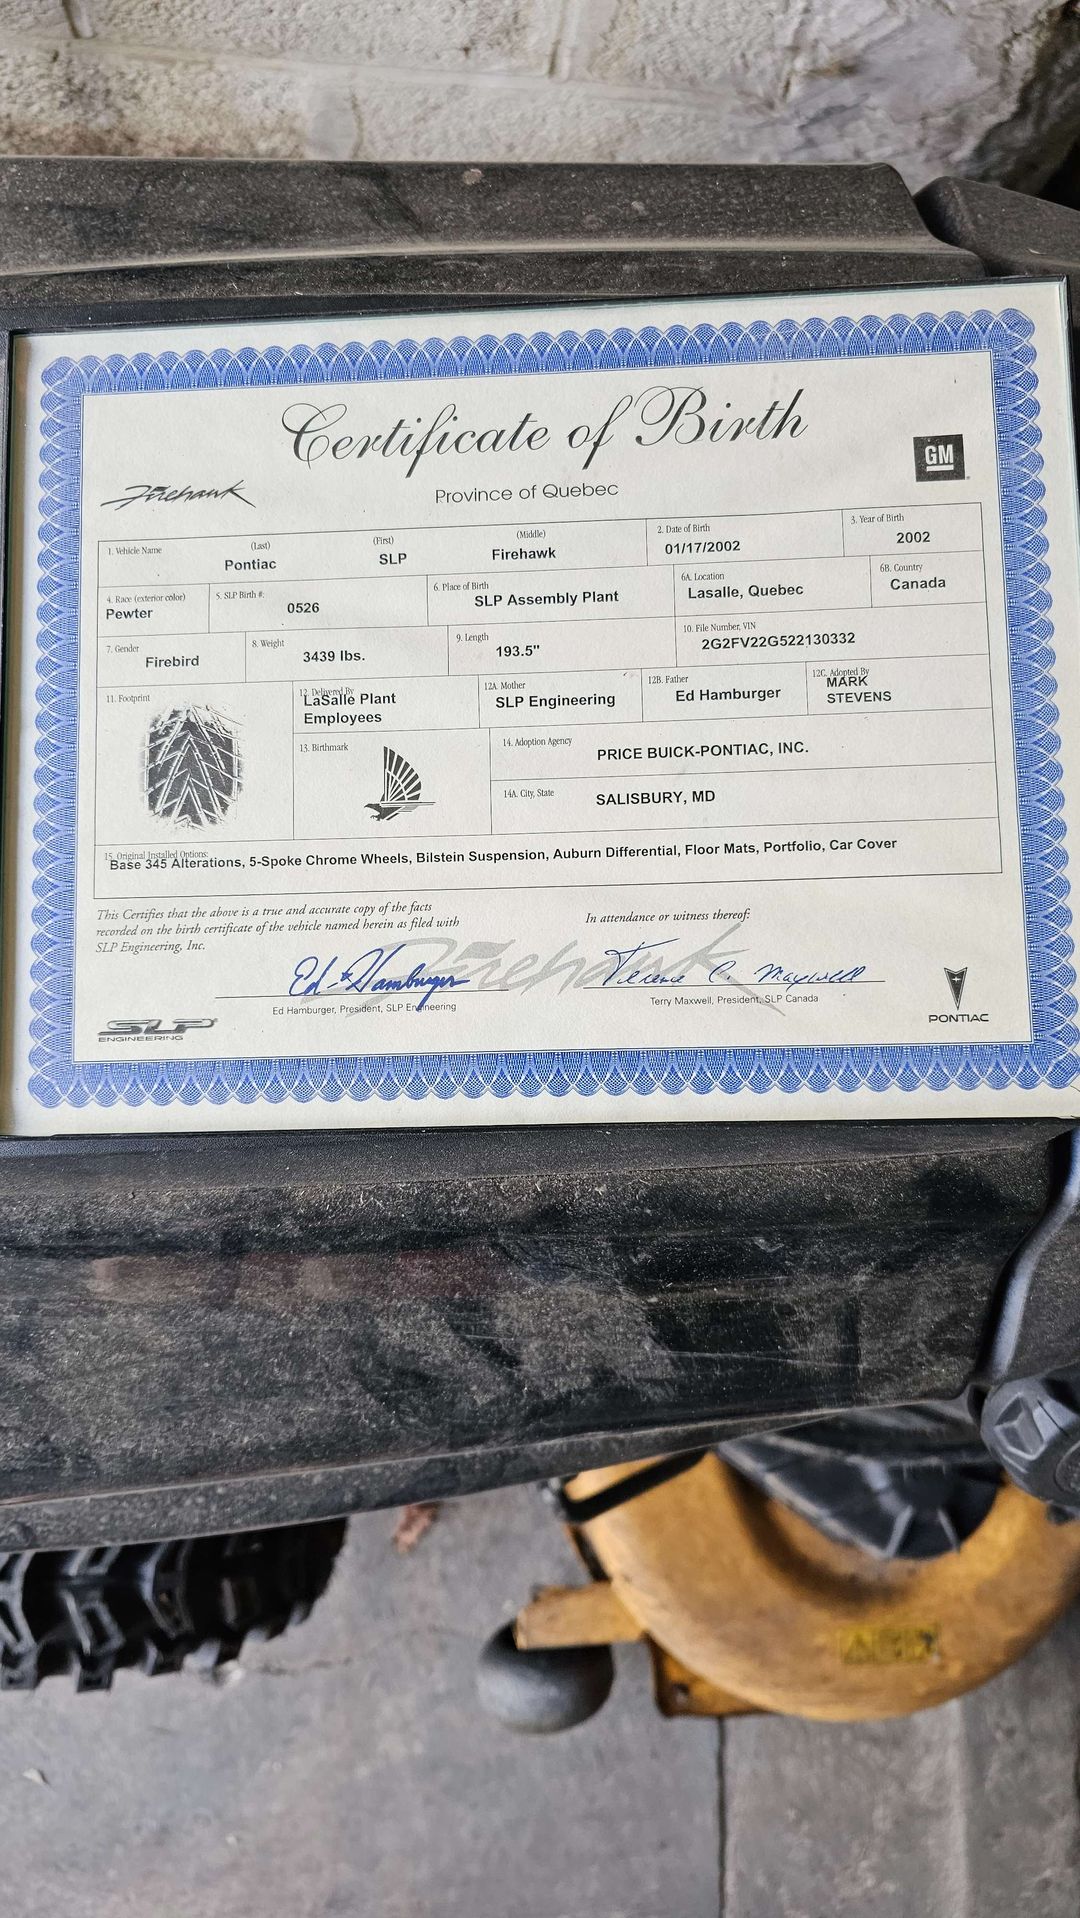 Certificate of Birth
GM
Firehawk
Province of Quebec
1. Vehicle Name (Last) (First) (Middle)
Pontiac SLP Firehawk
2. Date of Birth
01/17/2002
3. Year of Birth
2002
4. Race (exterior color)
Pewter
5. SLP Birth #:
0526
6. Place of Birth
SLP Assembly Plant
6A. Location
Lasalle, Quebec
6B. Country
Canada
7. Gender
Firebird
8. Weight
3439 lbs.
9. Length
193.5"
10. File Number, VIN
2G2FV22G522130332
11. Footprint
12. Delivered By
LaSalle Plant
Employees
12A. Mother
SLP Engineering
12B. Father
Ed Hamburger
12C. Adopted By
MARK
STEVENS
13. Birthmark
14. Adoption Agency
PRICE BUICK-PONTIAC, INC.
14A. City, State
SALISBURY, MD
15. Original Installed Options:
Base 345 Alterations, 5-Spoke Chrome Wheels, Bilstein Suspension, Auburn Differential, Floor Mats, Portfolio, Car Cover
This Certifies that the above is a true and accurate copy of the facts
recorded on the birth certificate of the vehicle named herein as filed with
SLP Engineering, Inc.
In attendance or witness thereof:
Firehawk
Ed Hamburger
Terence C. Maxwell
Ed Hamburger, President, SLP Engineering
Terry Maxwell, President, SLP Canada
SLP
ENGINEERING
PONTIAC